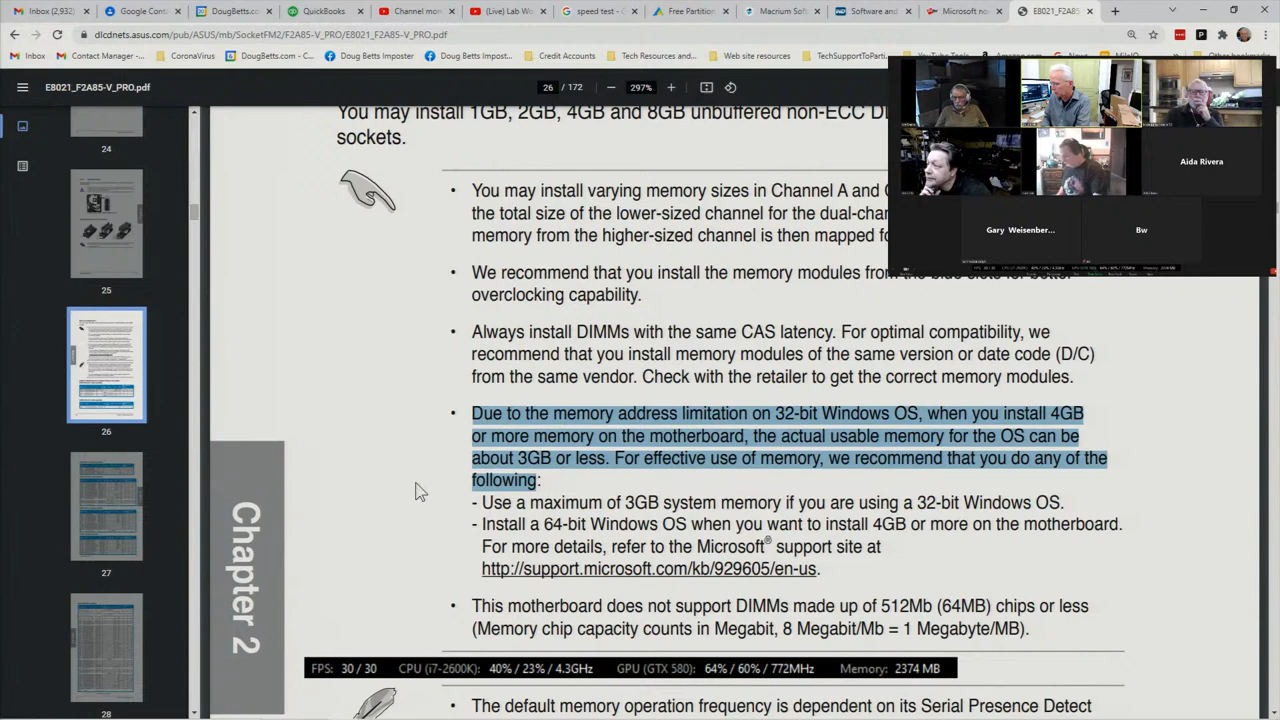 Inbox (2,932)
Google Conta
DougBetts.co
QuickBooks
Channel mon
(Live) Lab Wo
speed test -
Free Partition
Macrium Soft
Software and
Microsoft no
E8021_F2A85
dlcdnets.asus.com/pub/ASUS/mb/SocketFM2/F2A85-V_PRO/E8021_F2A85-V_PRO.pdf
Inbox
Contact Manager -
CoronaVirus
DougBetts.com - C
Doug Betts Imposter
Doug Betts Imposter
Tech Resources and
Web site resources
TechSupportToParti
E8021_F2A85-V_PRO.pdf
26 / 172
297%
Aida Rivera
Gary Weisenber...
Bw
24
25
26
27
28
You may install 1GB, 2GB, 4GB and 8GB unbuffered non-ECC
sockets.
• You may install varying memory sizes in Channel A and
the total size of the lower-sized channel for the dual-chan
memory from the higher-sized channel is then mapped f
• We recommend that you install the memory modules from
overclocking capability.
• Always install DIMMs with the same CAS latency. For optimal compatibility, we
recommend that you install memory modules of the same version or date code (D/C)
from the same vendor. Check with the retailer to get the correct memory modules.
• Due to the memory address limitation on 32-bit Windows OS, when you install 4GB
or more memory on the motherboard, the actual usable memory for the OS can be
about 3GB or less. For effective use of memory, we recommend that you do any of the
following:
- Use a maximum of 3GB system memory if you are using a 32-bit Windows OS.
- Install a 64-bit Windows OS when you want to install 4GB or more on the motherboard.
For more details, refer to the Microsoft® support site at
http://support.microsoft.com/kb/929605/en-us.
• This motherboard does not support DIMMs made up of 512Mb (64MB) chips or less
(Memory chip capacity counts in Megabit, 8 Megabit/Mb = 1 Megabyte/MB).
Chapter 2
FPS: 30 / 30 CPU (i7-2600K): 40% / 23% / 4.3GHz GPU (GTX 580): 64% / 60% / 772MHz Memory: 2374 MB
• The default memory operation frequency is dependent on its Serial Presence Detect